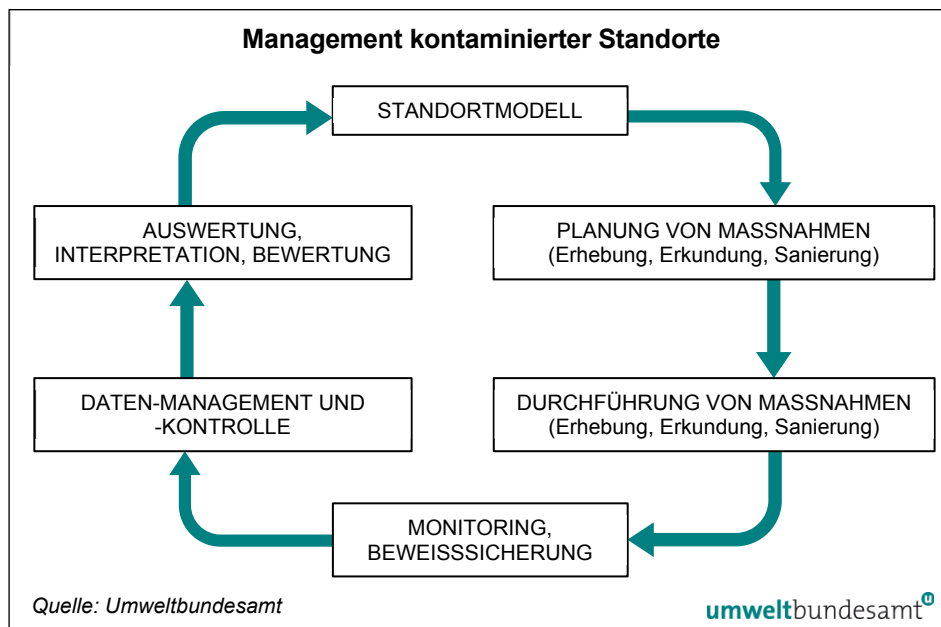 Management kontaminierter Standorte
STANDORTMODELL
PLANUNG VON MASSNAHMEN
(Erhebung, Erkundung, Sanierung)
DURCHFÜHRUNG VON MASSNAHMEN
(Erhebung, Erkundung, Sanierung)
MONITORING,
BEWEISSSICHERUNG
DATEN-MANAGEMENT UND
-KONTROLLE
AUSWERTUNG,
INTERPRETATION, BEWERTUNG
Quelle: Umweltbundesamt
umweltbundesamt u